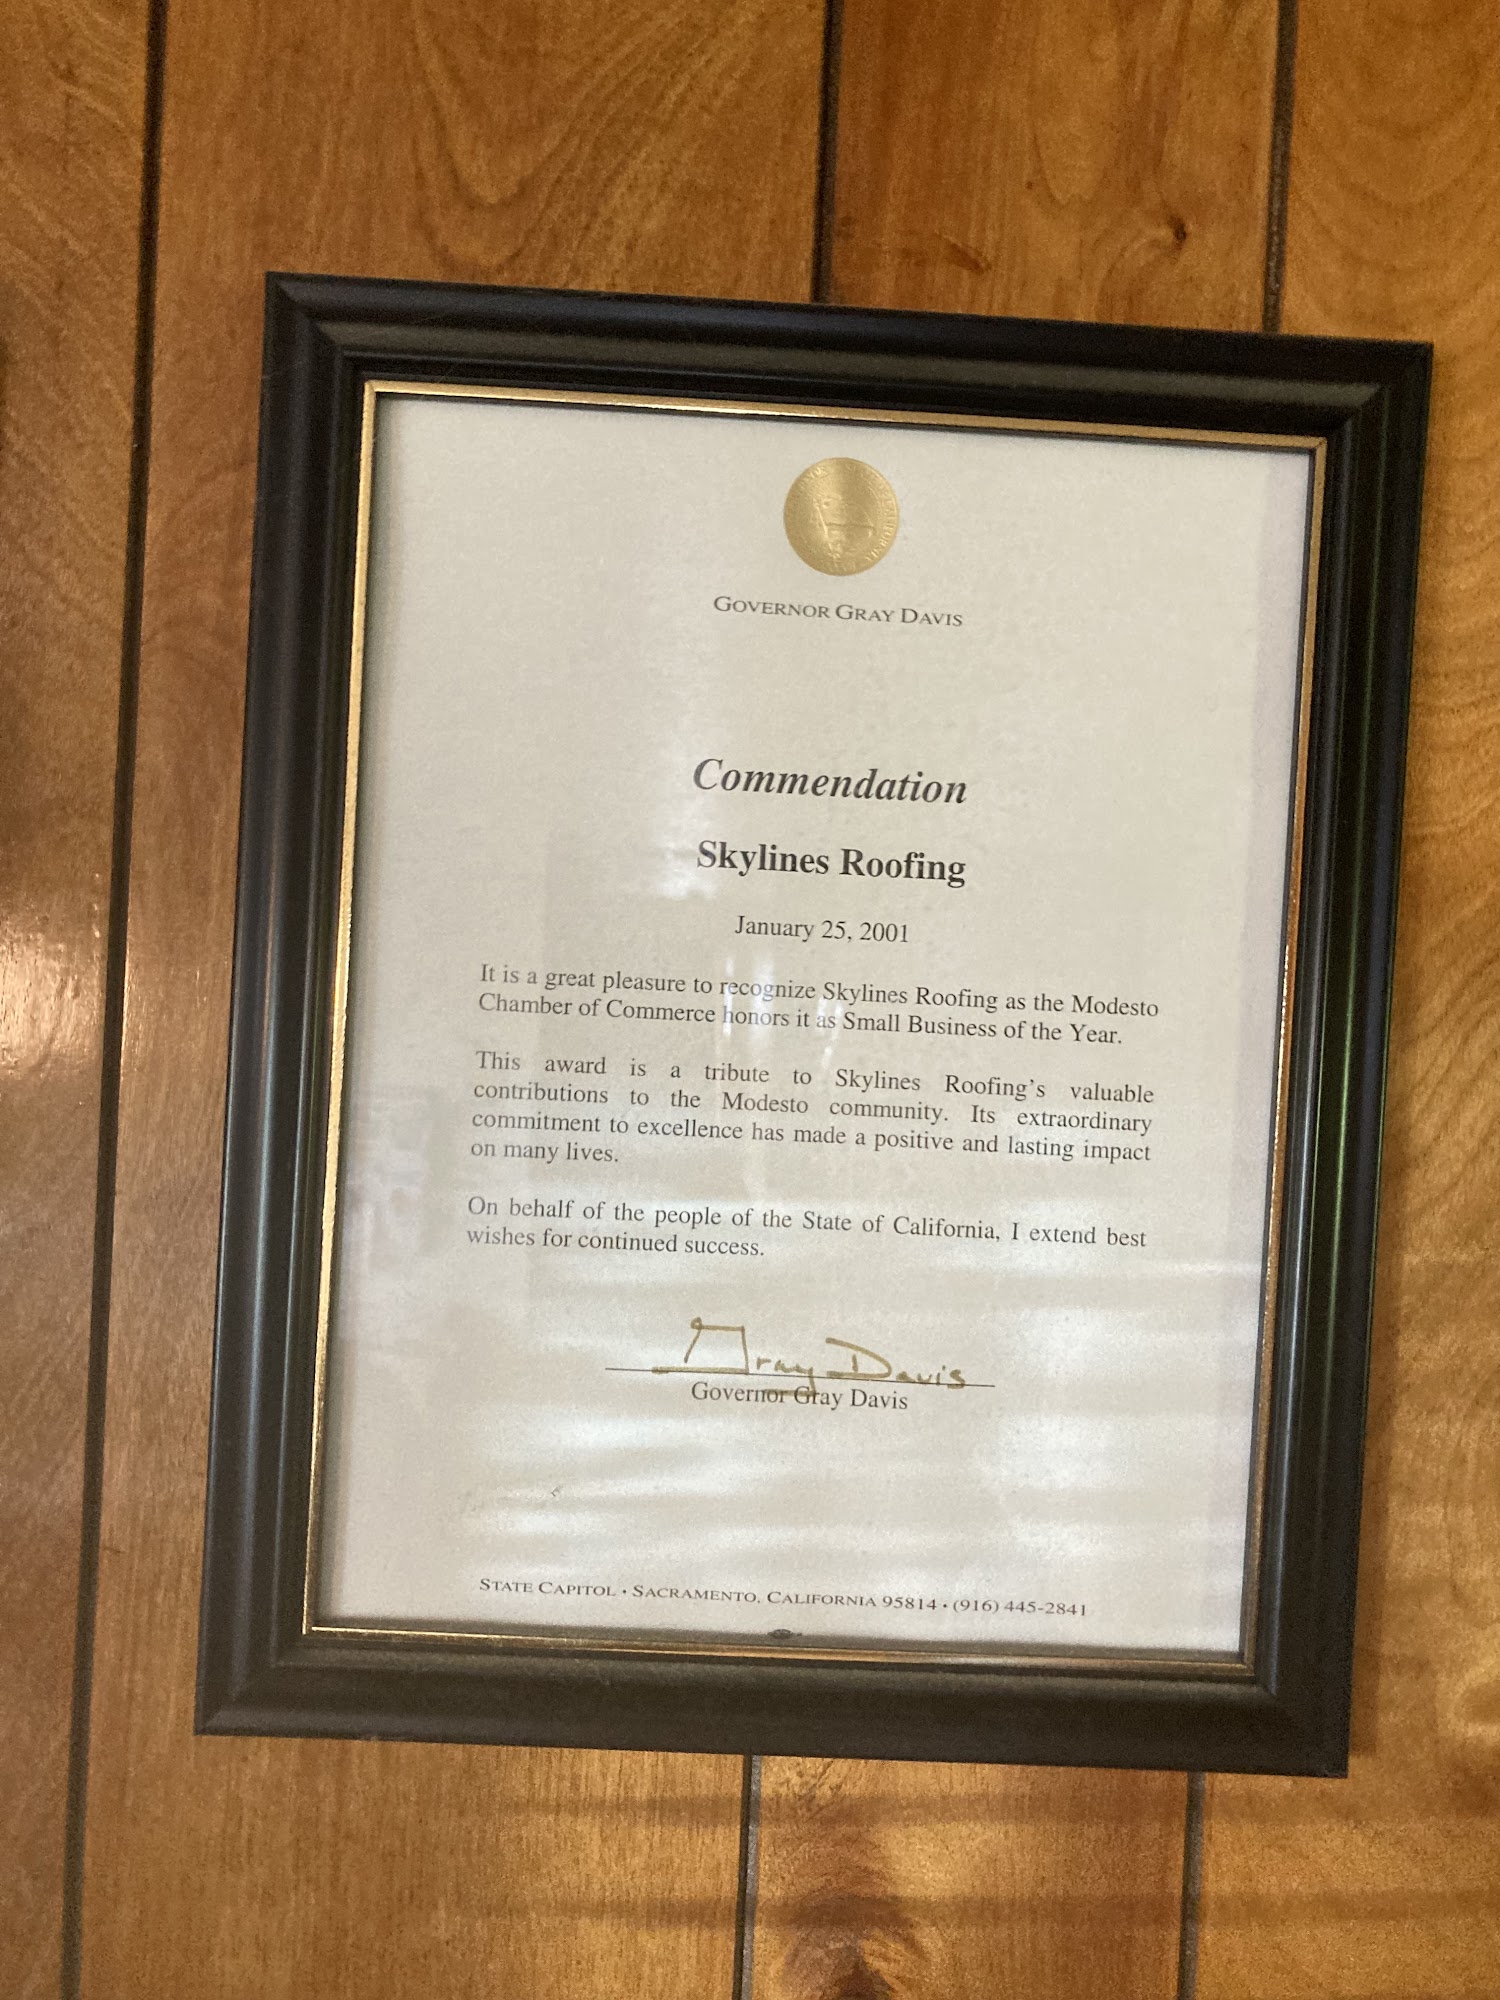 GOVERNOR GRAY DAVIS
Commendation
Skylines Roofing
January 25, 2001
It is a great pleasure to recognize Skylines Roofing as the Modesto
Chamber of Commerce honors it as Small Business of the Year.
This award is a tribute to Skylines Roofing's valuable
contributions to the Modesto community. Its extraordinary
commitment to excellence has made a positive and lasting impact
on many lives.
On behalf of the people of the State of California, I extend best
wishes for continued success.
Gray Davis
Governor Gray Davis
STATE CAPITOL • SACRAMENTO, CALIFORNIA 95814 • (916) 445-2841